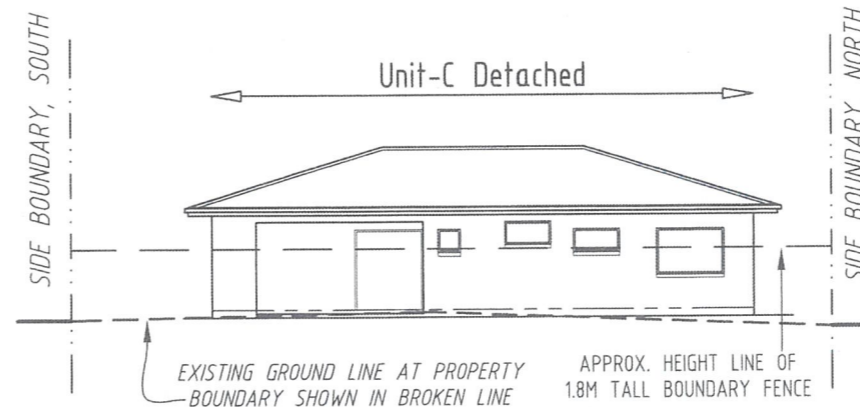 SIDE BOUNDARY, SOUTH
Unit-C Detached
SIDE BOUNDARY NORTH
EXISTING GROUND LINE AT PROPERTY
BOUNDARY SHOWN IN BROKEN LINE
APPROX. HEIGHT LINE OF
1.8M TALL BOUNDARY FENCE